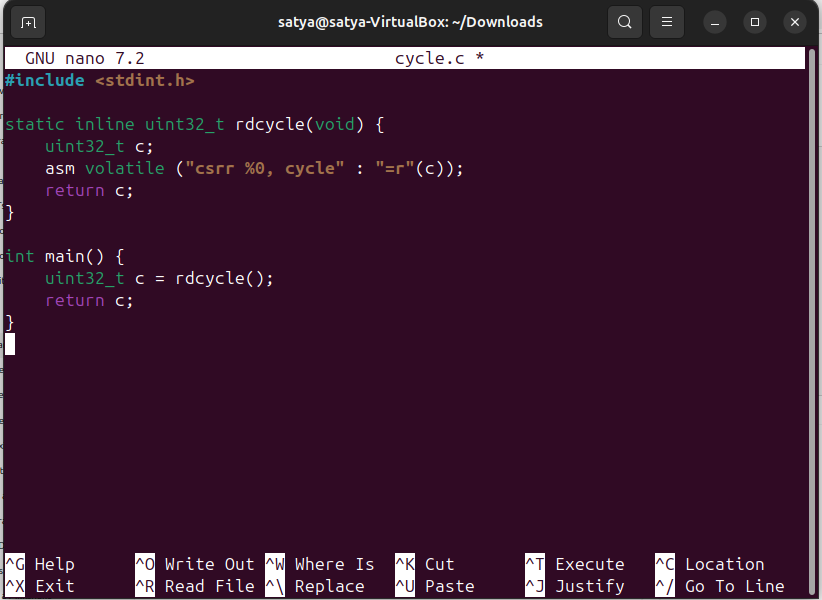 satya@satya-VirtualBox: ~/Downloads
GNU nano 7.2 cycle.c *
#include <stdint.h>
static inline uint32_t rdcycle(void) {
    uint32_t c;
    asm volatile ("csrr %0, cycle" : "=r"(c));
    return c;
}
int main() {
    uint32_t c = rdcycle();
    return c;
}
^G Help ^O Write Out ^W Where Is ^K Cut ^T Execute ^C Location
^X Exit ^R Read File ^\ Replace ^U Paste ^J Justify ^/ Go To Line